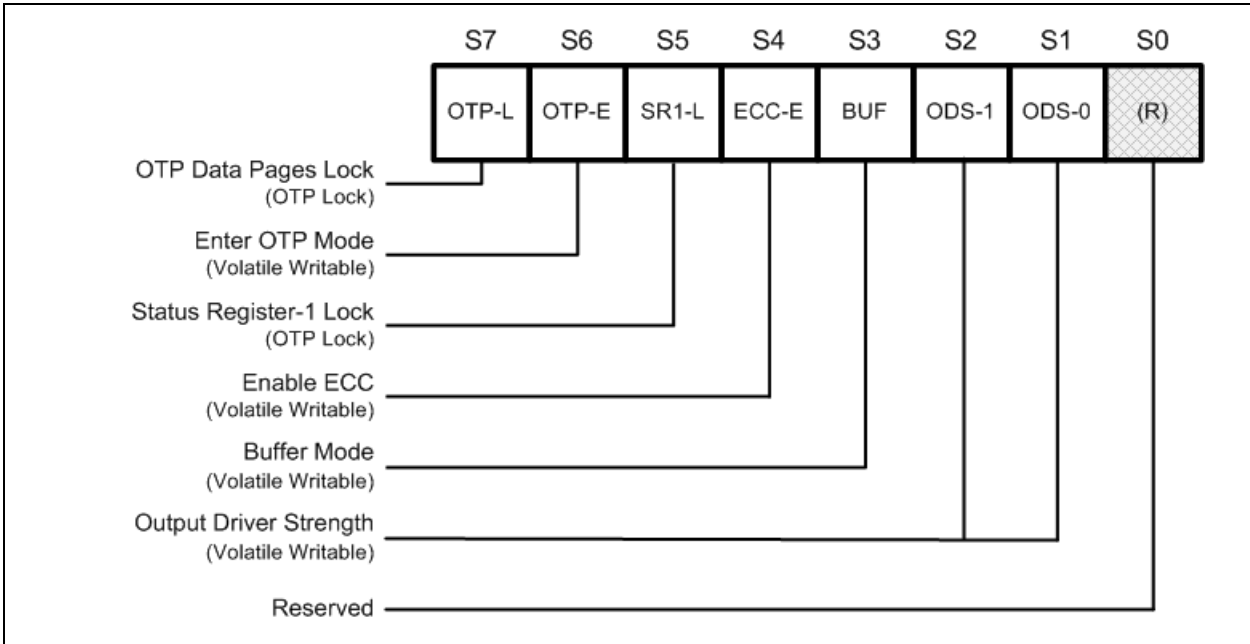 S7 S6 S5 S4 S3 S2 S1 S0
OTP-L OTP-E SR1-L ECC-E BUF ODS-1 ODS-0 (R)
OTP Data Pages Lock
(OTP Lock)
Enter OTP Mode
(Volatile Writable)
Status Register-1 Lock
(OTP Lock)
Enable ECC
(Volatile Writable)
Buffer Mode
(Volatile Writable)
Output Driver Strength
(Volatile Writable)
Reserved